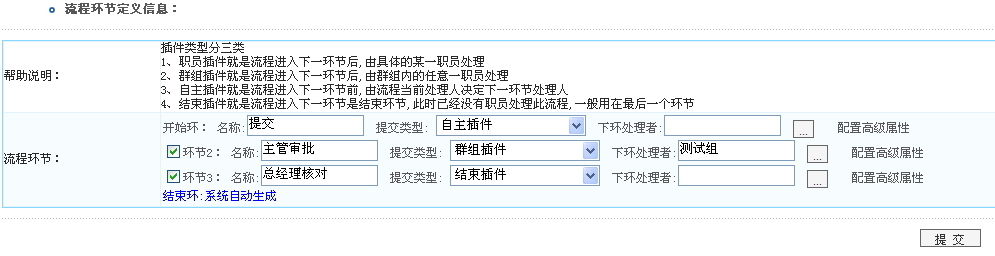 流程环节定义信息：
帮助说明：
插件类型分三类
1、职员插件就是流程进入下一环节后,由具体的某一职员处理
2、群组插件就是流程进入下一环节后,由群组内的任意一职员处理
3、自主插件就是流程进入下一环节前,由流程当前处理人决定下一环节处理人
4、结束插件就是流程进入下一环节是结束环节,此时已经没有职员处理此流程,一般用在最后一个环节
流程环节：
开始环： 名称:提交 提交类型: 自主插件 下环处理者: ... 配置高级属性
环节2： 名称:主管审批 提交类型: 群组插件 下环处理者:测试组 ... 配置高级属性
环节3： 名称:总经理核对 提交类型: 结束插件 下环处理者: ... 配置高级属性
结束环:系统自动生成
提 交